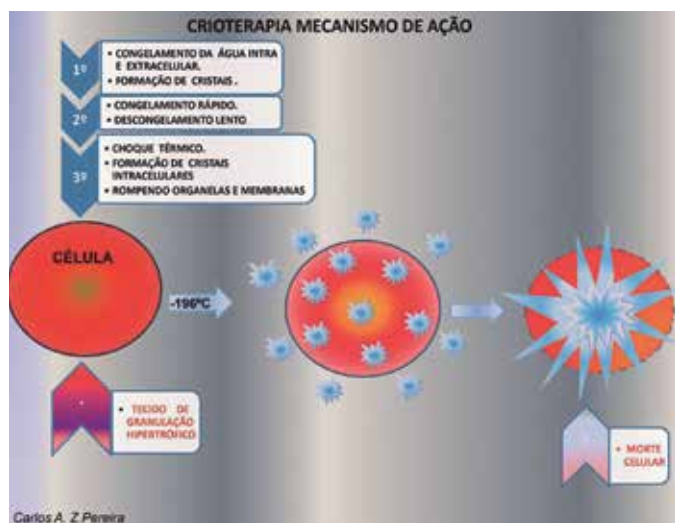 CRIOTERAPIA MECANISMO DE AÇÃO
1º
• CONGELAMENTO DA ÁGUA INTRA
E EXTRACELULAR.
• FORMAÇÃO DE CRISTAIS .
2º
• CONGELAMENTO RÁPIDO.
• DESCONGELAMENTO LENTO
3º
• CHOQUE TÉRMICO.
• FORMAÇÃO DE CRISTAIS
INTRACELULARES
• ROMPENDO ORGANELAS E MEMBRANAS
CÉLULA
-196ºC
• TECIDO DE
GRANULAÇÃO
HIPERTRÓFICO
• MORTE
CELULAR
Carlos A. Z.Pereira